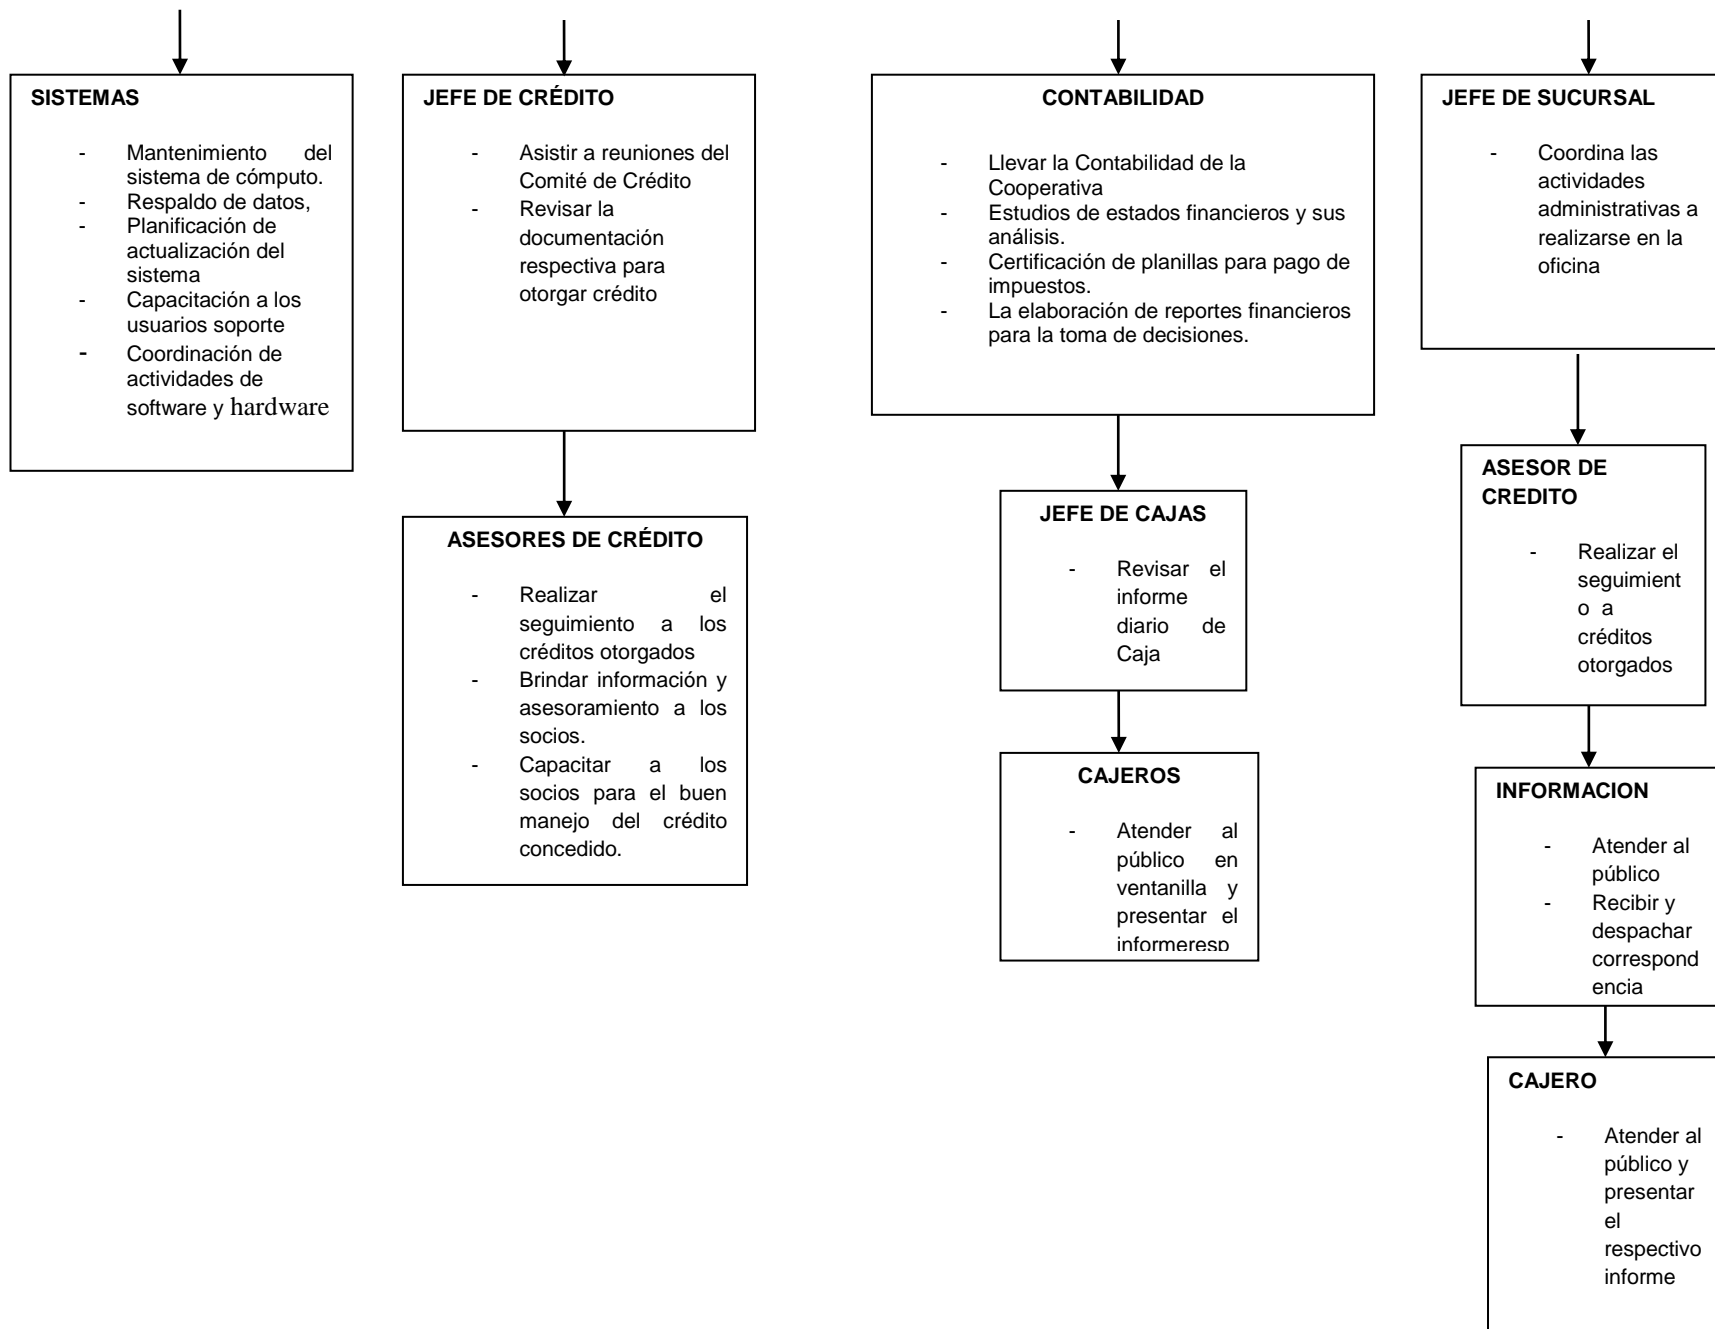 SISTEMAS
- Mantenimiento del
sistema de cómputo.
- Respaldo de datos,
- Planificación de
actualización del
sistema
- Capacitación a los
usuarios soporte
- Coordinación de
actividades de
software y hardware
JEFE DE CRÉDITO
- Asistir a reuniones del
Comité de Crédito
- Revisar la
documentación
respectiva para
otorgar crédito
ASESORES DE CRÉDITO
- Realizar el
seguimiento a los
créditos otorgados
- Brindar información y
asesoramiento a los
socios.
- Capacitar a los
socios para el buen
manejo del crédito
concedido.
CONTABILIDAD
- Llevar la Contabilidad de la
Cooperativa
- Estudios de estados financieros y sus
análisis.
- Certificación de planillas para pago de
impuestos.
- La elaboración de reportes financieros
para la toma de decisiones.
JEFE DE CAJAS
- Revisar el
informe
diario de
Caja
CAJEROS
- Atender al
público en
ventanilla y
presentar el
informeresp
JEFE DE SUCURSAL
- Coordina las
actividades
administrativas a
realizarse en la
oficina
ASESOR DE
CREDITO
- Realizar el
seguimient
o a
créditos
otorgados
INFORMACION
- Atender al
público
- Recibir y
despachar
correspond
encia
CAJERO
- Atender al
público y
presentar
el
respectivo
informe